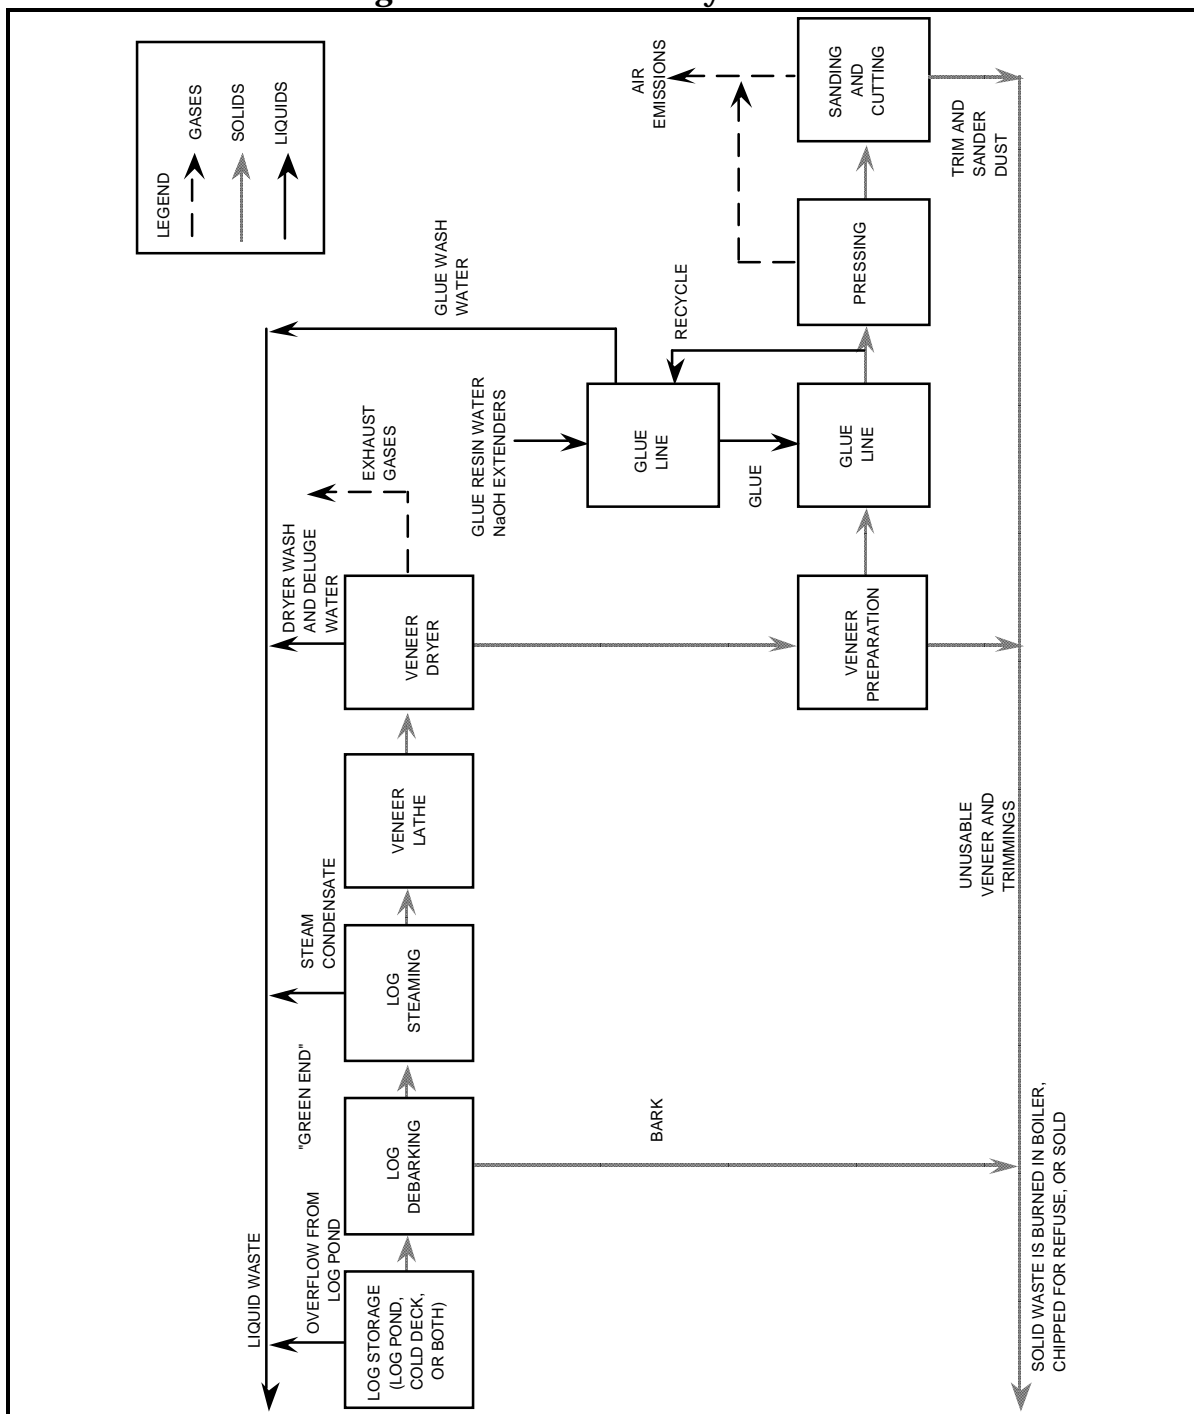 LEGEND
GASES
SOLIDS
LIQUIDS
LIQUID WASTE
OVERFLOW FROM
LOG POND
"GREEN END"
STEAM
CONDENSATE
DRYER WASH
AND DELUGE
WATER
EXHAUST
GASES
GLUE WASH
WATER
LOG STORAGE
(LOG POND,
COLD DECK,
OR BOTH)
LOG
DEBARKING
LOG
STEAMING
VENEER
LATHE
VENEER
DRYER
GLUE RESIN WATER
NaOH EXTENDERS
GLUE
LINE
RECYCLE
AIR
EMISSIONS
BARK
GLUE
VENEER
PREPARATION
GLUE
LINE
PRESSING
SANDING
AND
CUTTING
UNUSABLE
VENEER AND
TRIMMINGS
TRIM AND
SANDER
DUST
SOLID WASTE IS BURNED IN BOILER,
CHIPPED FOR REFUSE, OR SOLD